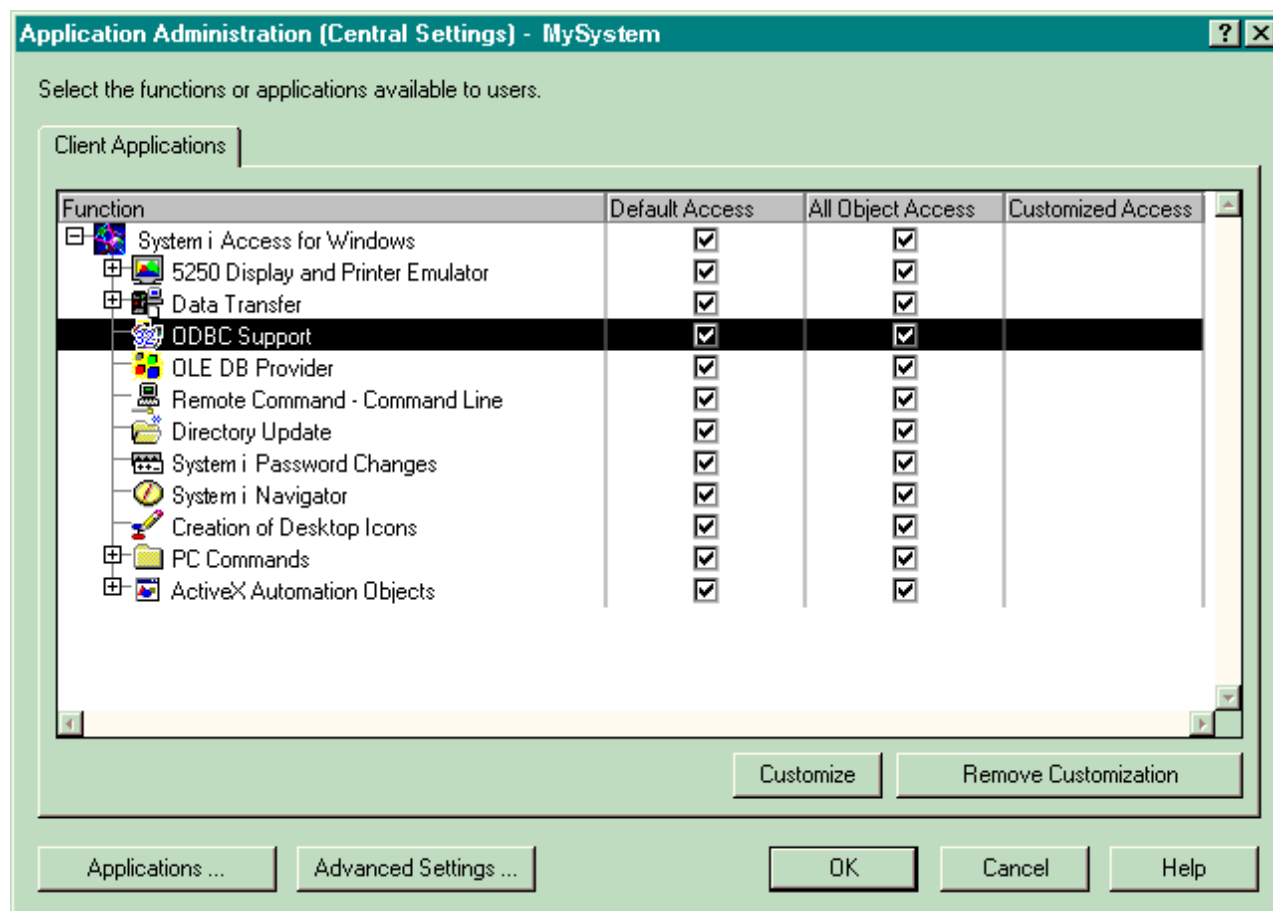 Application Administration (Central Settings) - MySystem
Select the functions or applications available to users.
Client Applications
Function Default Access All Object Access Customized Access
System i Access for Windows
5250 Display and Printer Emulator
Data Transfer
ODBC Support
OLE DB Provider
Remote Command - Command Line
Directory Update
System i Password Changes
System i Navigator
Creation of Desktop Icons
PC Commands
ActiveX Automation Objects
Customize Remove Customization
Applications ... Advanced Settings ... OK Cancel Help